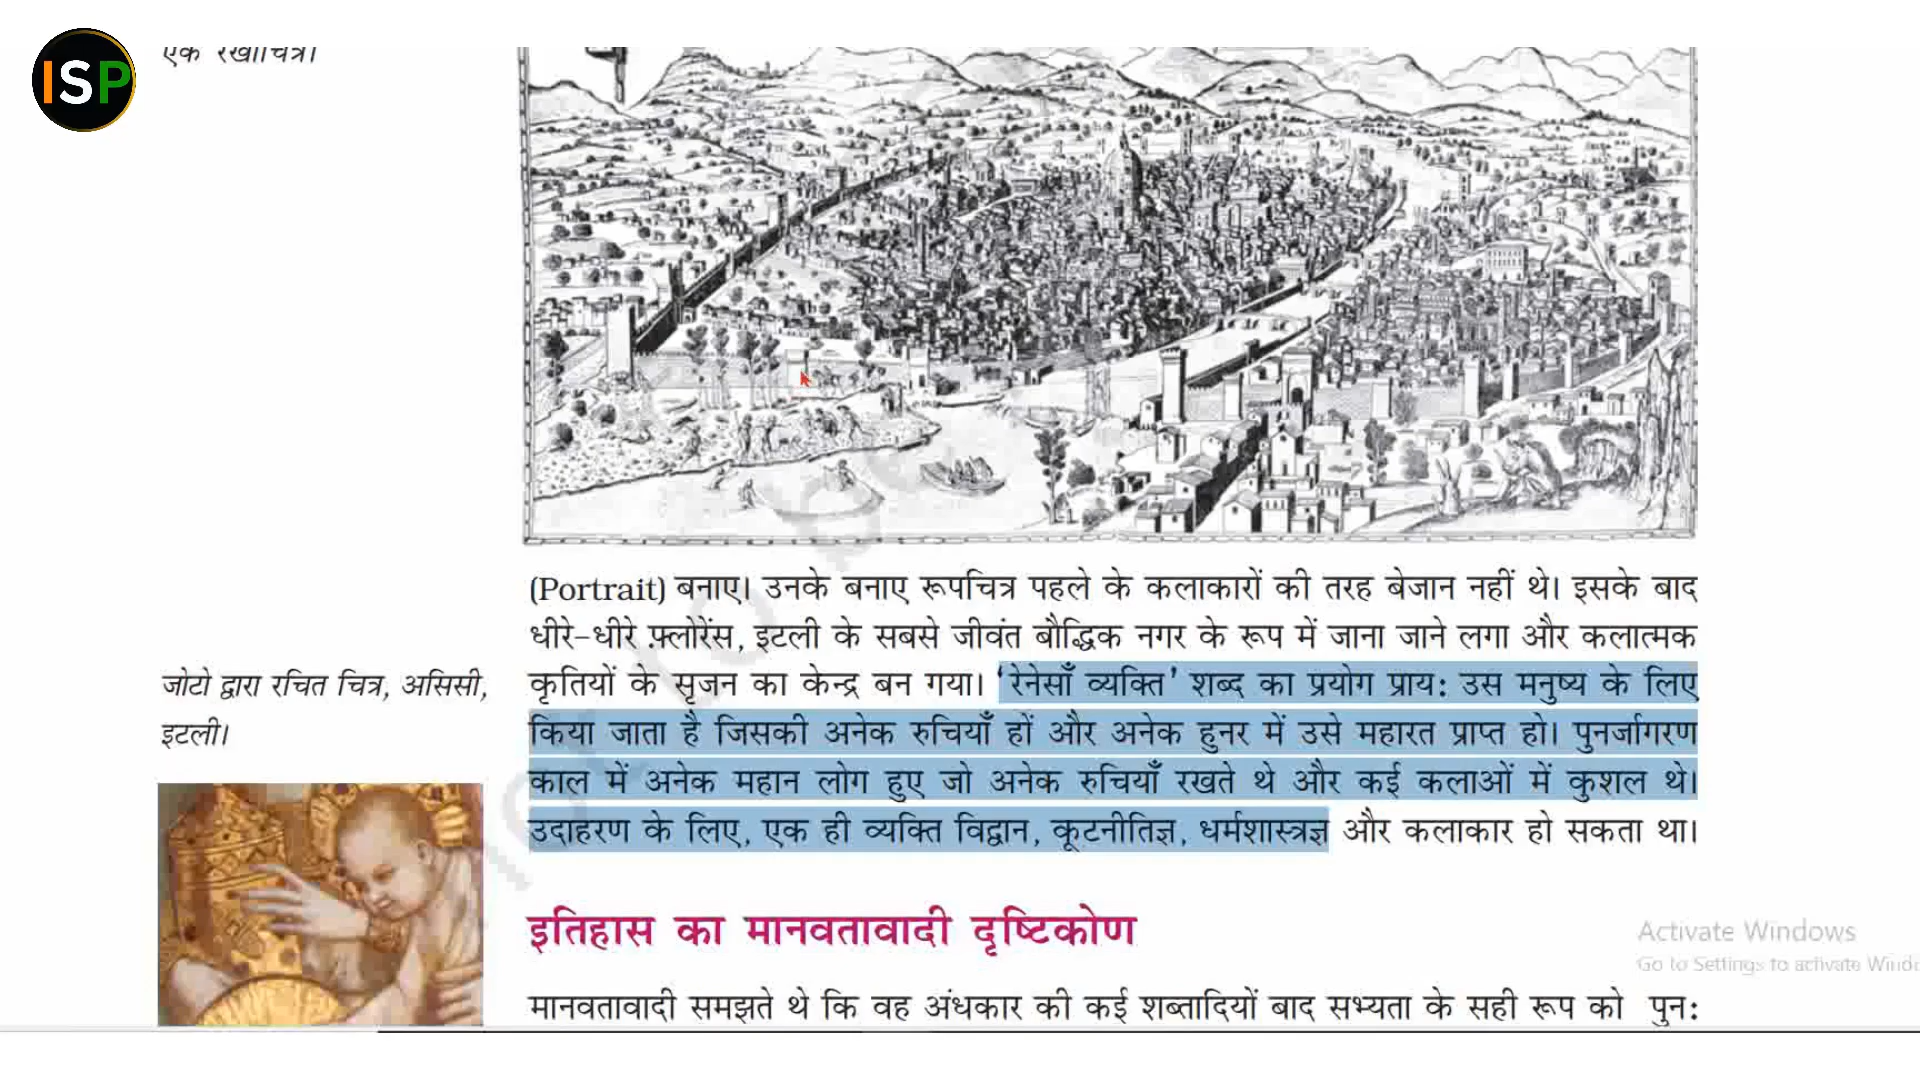 एक रेखाचित्र।
ISP
(Portrait) बनाए। उनके बनाए रूपचित्र पहले के कलाकारों की तरह बेजान नहीं थे। इसके बाद
धीरे-धीरे फ़्लोरेंस, इटली के सबसे जीवंत बौद्धिक नगर के रूप में जाना जाने लगा और कलात्मक
कृतियों के सृजन का केन्द्र बन गया। ‘रेनेसाँ व्यक्ति’ शब्द का प्रयोग प्राय: उस मनुष्य के लिए
किया जाता है जिसकी अनेक रुचियाँ हों और अनेक हुनर में उसे महारत प्राप्त हो। पुनर्जागरण
काल में अनेक महान लोग हुए जो अनेक रुचियाँ रखते थे और कई कलाओं में कुशल थे।
उदाहरण के लिए, एक ही व्यक्ति विद्वान, कूटनीतिज्ञ, धर्मशास्त्रज्ञ और कलाकार हो सकता था।
जोटो द्वारा रचित चित्र, असिसी,
इटली।
इतिहास का मानवतावादी दृष्टिकोण
मानवतावादी समझते थे कि वह अंधकार की कई शब्तादियों बाद सभ्यता के सही रूप को पुन:
Activate Windows
Go to Settings to activate